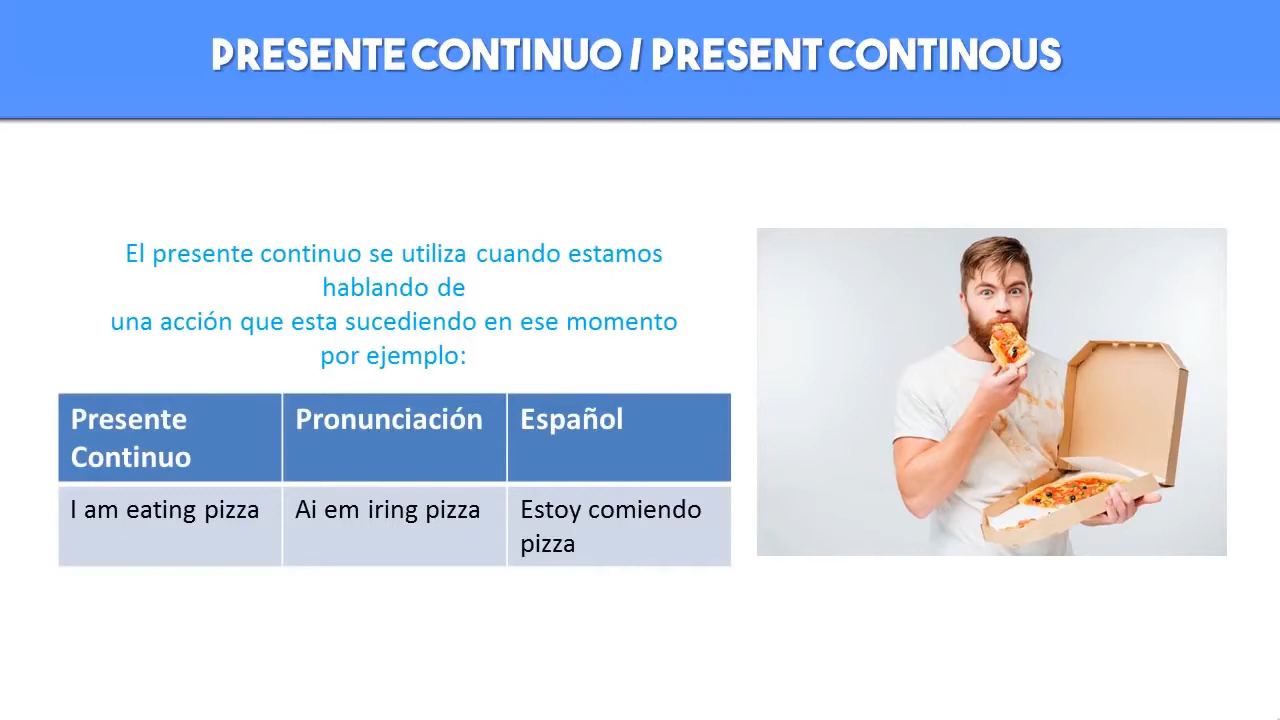 PRESENTE CONTINUO / PRESENT CONTINOUS
El presente continuo se utiliza cuando estamos
hablando de
una acción que esta sucediendo en ese momento
por ejemplo:
Presente Continuo
Pronunciación
Español
I am eating pizza
Ai em iring pizza
Estoy comiendo pizza